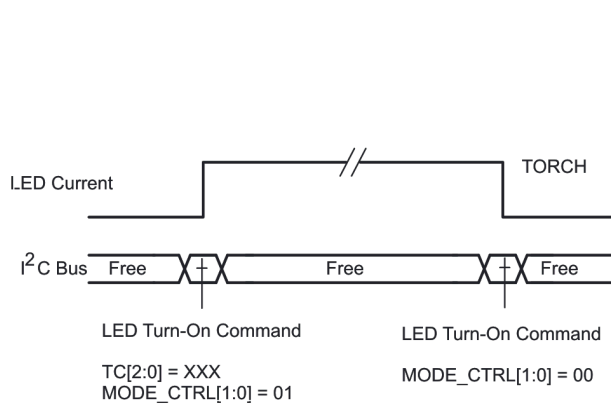 LED Current
TORCH
I2C Bus
Free
Free
Free
LED Turn-On Command
TC[2:0] = XXX
MODE_CTRL[1:0] = 01
LED Turn-On Command
MODE_CTRL[1:0] = 00